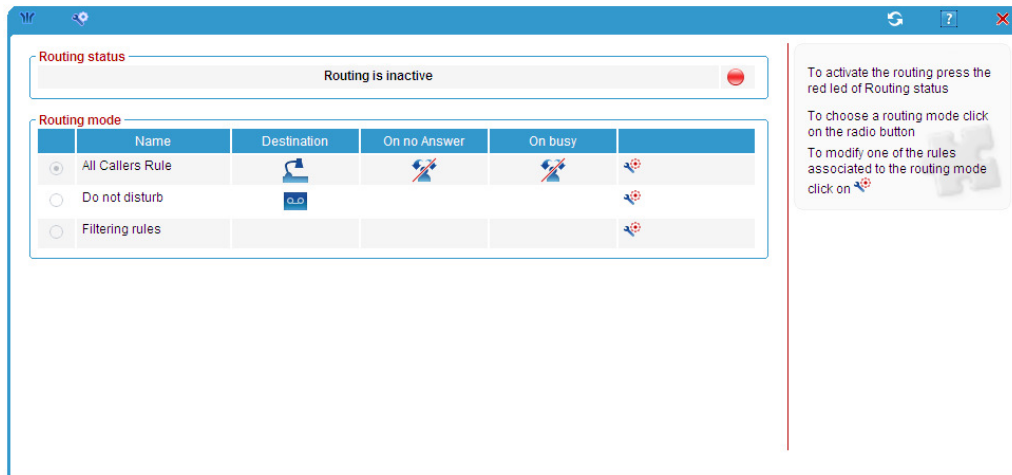 ?
Routing status
Routing is inactive
Routing mode
Name Destination On no Answer On busy
All Callers Rule
Do not disturb
Filtering rules
To activate the routing press the
red led of Routing status
To choose a routing mode click
on the radio button
To modify one of the rules
associated to the routing mode
click on